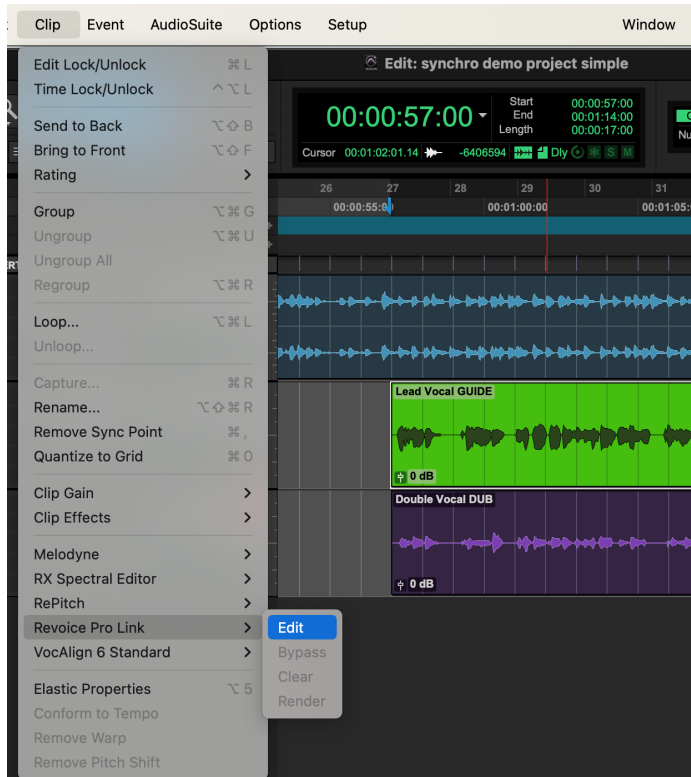 Clip Event AudioSuite Options Setup Window
Edit Lock/Unlock ⌘ L
Time Lock/Unlock ^ ⌥ L
Send to Back ⌥ ⇧ B
Bring to Front ⌥ ⇧ F
Rating >
Group ⌥ ⌘ G
Ungroup ⌥ ⌘ U
Ungroup All
Regroup ⌥ ⌘ R
Loop... ⌥ ⌘ L
Unloop...
Capture... ⌘ R
Rename... ⌥ ⇧ ⌘ R
Remove Sync Point ⌘ ,
Quantize to Grid ⌘ 0
Clip Gain >
Clip Effects >
Melodyne >
RX Spectral Editor >
RePitch >
Revoice Pro Link >
VocAlign 6 Standard >
Elastic Properties ⌥ 5
Conform to Tempo
Remove Warp
Remove Pitch Shift
Edit
Bypass
Clear
Render
Edit: synchro demo project simple
00:00:57:00
Start 00:00:57:00
End 00:01:14:00
Length 00:00:17:00
Cursor 00:01:02:01.14 -6406594 Dly S M
Nu
26 27 28 29 30 31
00:00:55:00 00:01:00:00 00:01:05:
Lead Vocal GUIDE
0 dB
Double Vocal DUB
0 dB